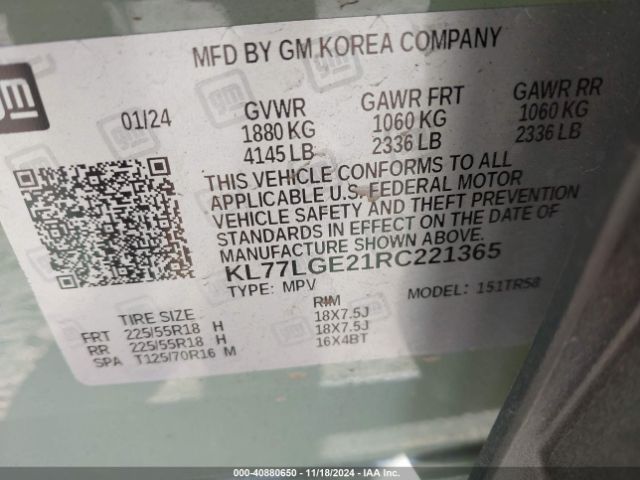 MFD BY GM KOREA COMPANY
gm
01/24
GVWR GAWR FRT GAWR RR
1880 KG 1060 KG 1060 KG
4145 LB 2336 LB 2336 LB
THIS VEHICLE CONFORMS TO ALL
APPLICABLE U.S. FEDERAL MOTOR
VEHICLE SAFETY AND THEFT PREVENTION
STANDARDS IN EFFECT ON THE DATE OF
MANUFACTURE SHOWN ABOVE.
KL77LGE21RC221365
TYPE: MPV MODEL: 151TR58
TIRE SIZE RIM
FRT 225/55R18 H 18X7.5J
RR 225/55R18 H 18X7.5J
SPA T125/70R16 M 16X4BT
000-40880650 | 11/18/2024 - IAA Inc.